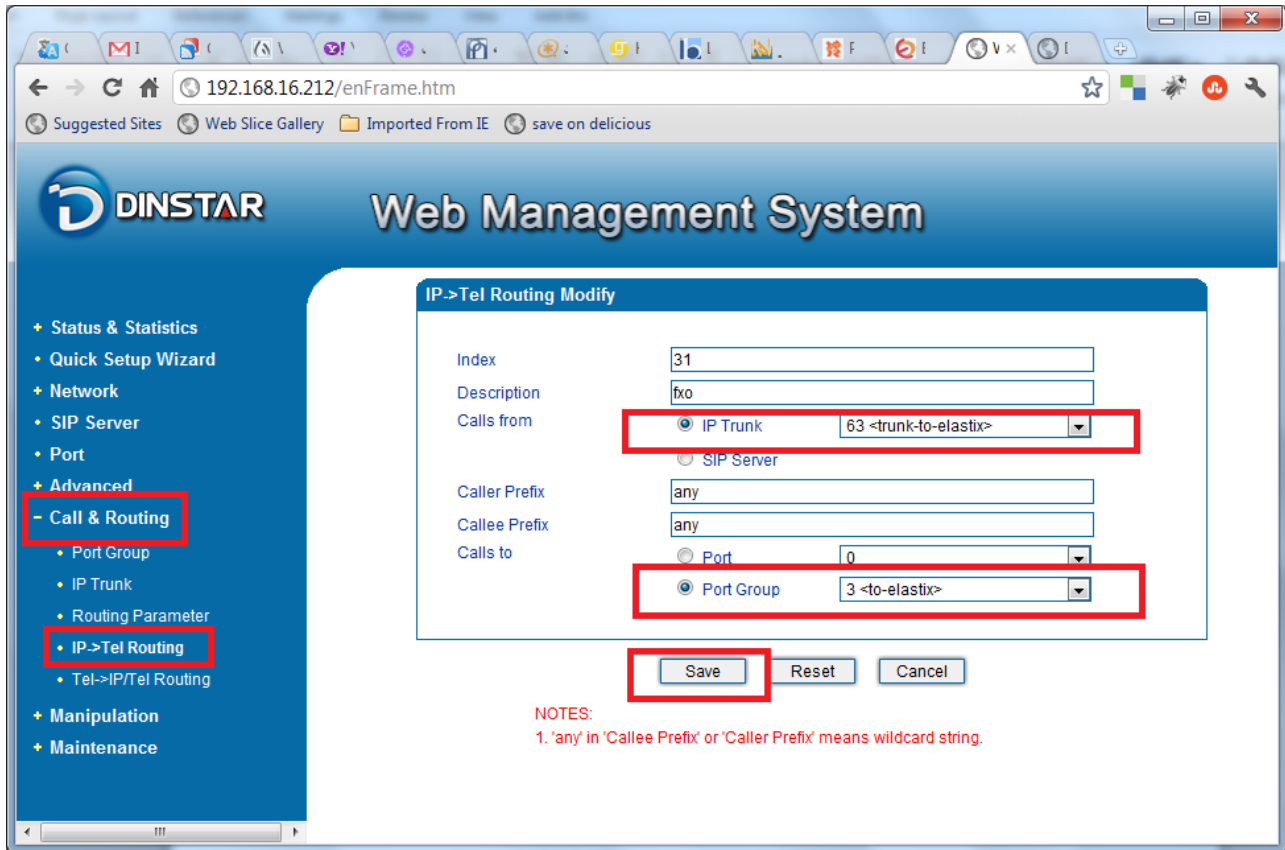 192.168.16.212/enFrame.htm
Suggested Sites Web Slice Gallery Imported From IE save on delicious
DINSTAR
Web Management System
IP->Tel Routing Modify
+ Status & Statistics
• Quick Setup Wizard
+ Network
• SIP Server
• Port
+ Advanced
- Call & Routing
• Port Group
• IP Trunk
• Routing Parameter
• IP->Tel Routing
• Tel->IP/Tel Routing
+ Manipulation
+ Maintenance
Index 31
Description fxo
Calls from IP Trunk 63 <trunk-to-elastix>
SIP Server
Caller Prefix any
Callee Prefix any
Calls to Port 0
Port Group 3 <to-elastix>
Save Reset Cancel
NOTES:
1. 'any' in 'Callee Prefix' or 'Caller Prefix' means wildcard string.